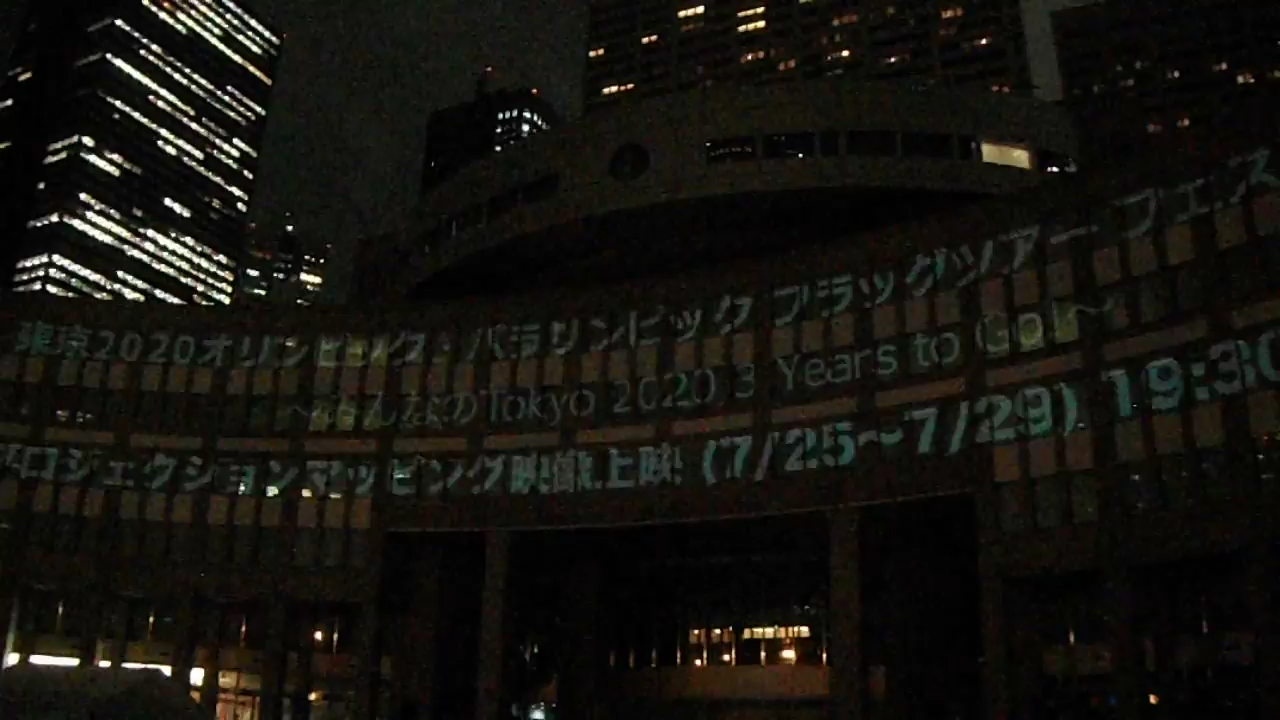 東京2020オリンピック・パラリンピック フラッグツアー フェス
～みんなのTokyo 2020 3 Years to Go!～
プロジェクションマッピング映像上映 (7/25～7/29) 19:30